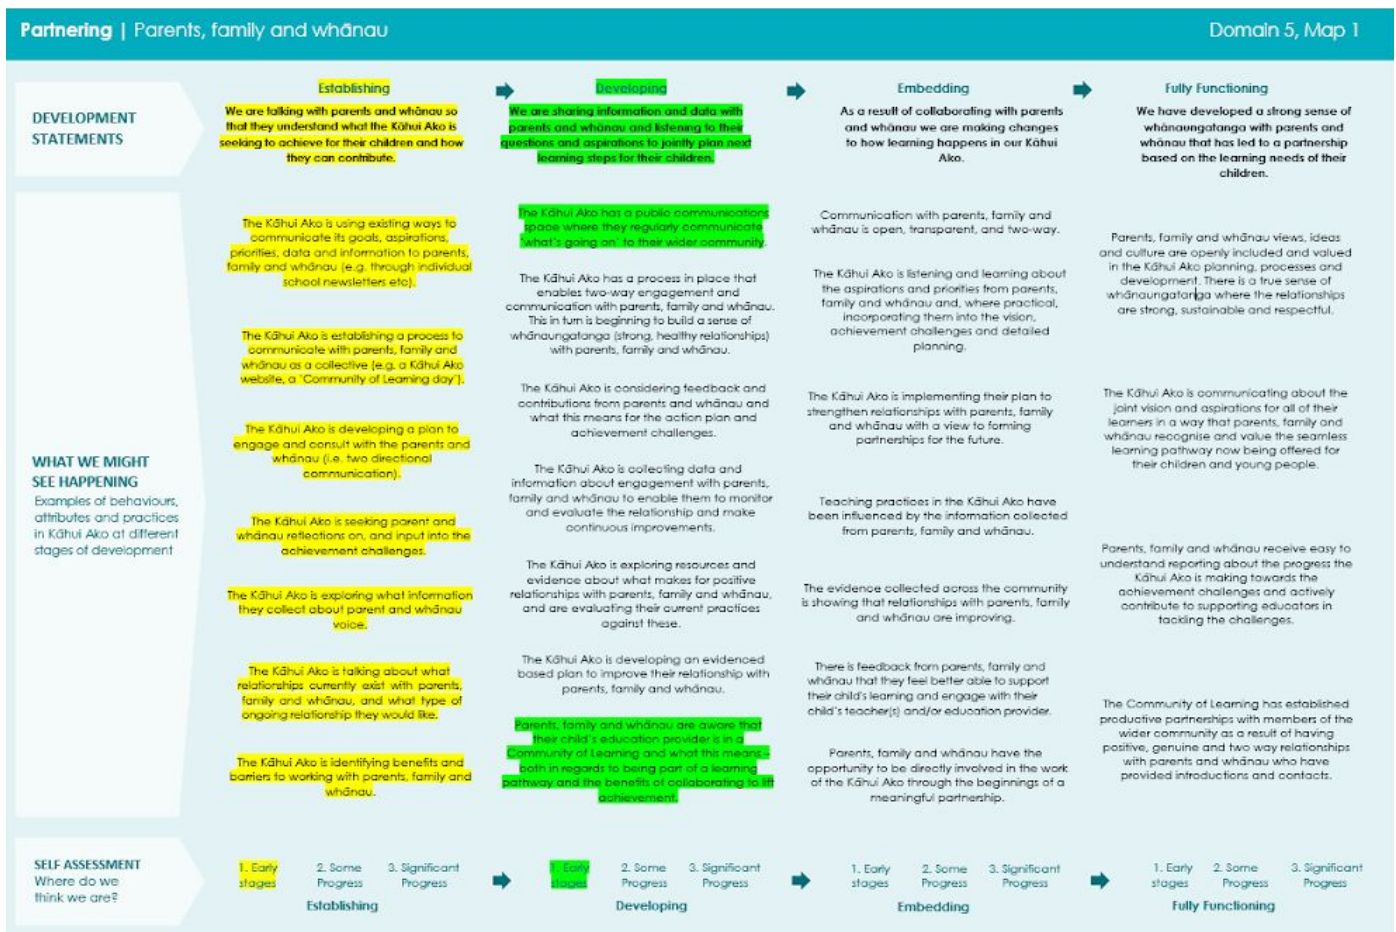 Partnering | Parents, family and whānau
Domain 5, Map 1
DEVELOPMENT
STATEMENTS
Establishing
We are talking with parents and whānau so
that they understand what the Kāhui Ako is
seeking to achieve for their children and how
they can contribute.
Developing
We are sharing information and data with
parents and whānau and listening to their
questions and aspirations to jointly plan next
learning steps for their children.
Embedding
As a result of collaborating with parents
and whānau we are making changes
to how learning happens in our Kāhui
Ako.
Fully Functioning
We have developed a strong sense of
whānaungatanga with parents and
whānau that has led to a partnership
based on the learning needs of their
children.
WHAT WE MIGHT
SEE HAPPENING
Examples of behaviours,
attributes and practices
in Kāhui Ako at different
stages of development
The Kāhui Ako is using existing ways to
communicate its goals, aspirations,
priorities, data and information to parents,
family and whānau (e.g. through individual
school newsletters etc).
The Kāhui Ako is establishing a process to
communicate with parents, family and
whānau as a collective (e.g. a Kāhui Ako
website, a "Community of Learning day").
The Kāhui Ako is developing a plan to
engage and consult with the parents and
whānau (i.e. two directional
communication).
The Kāhui Ako is seeking parent and
whānau reflections on, and input into the
achievement challenges.
The Kāhui Ako is exploring what information
they collect about parent and whānau
voice.
The Kāhui Ako is talking about what
relationships currently exist with parents,
family and whānau, and what type of
ongoing relationship they would like.
The Kāhui Ako is identifying benefits and
barriers to working with parents, family and
whānau.
The Kāhui Ako has a public communications
space where they regularly communicate
'what's going on' to their wider community.
The Kāhui Ako has a process in place that
enables two-way engagement and
communication with parents, family and whānau.
This in turn is beginning to build a sense of
whānaungatanga (strong, healthy relationships)
with parents, family and whānau.
The Kāhui Ako is considering feedback and
contributions from parents and whānau and
what this means for the action plan and
achievement challenges.
The Kāhui Ako is collecting data and
information about engagement with parents,
family and whānau to enable them to monitor
and evaluate the relationship and make
continuous improvements.
The Kāhui Ako is exploring resources and
evidence about what makes for positive
relationships with parents, family and whānau,
and are evaluating their current practices
against these.
The Kāhui Ako is developing an evidenced
based plan to improve their relationship with
parents, family and whānau.
Parents, family and whānau are aware that
their child's education provider is in a
Community of Learning and what this means –
both in regards to being part of a learning
pathway and the benefits of collaborating to lift
achievement.
Communication with parents, family and
whānau is open, transparent, and two-way.
The Kāhui Ako is listening and learning about
the aspirations and priorities from parents,
family and whānau and, where practical,
incorporating them into the vision,
achievement challenges and detailed
planning.
The Kāhui Ako is implementing their plan to
strengthen relationships with parents, family
and whānau with a view to forming
partnerships for the future.
Teaching practices in the Kāhui Ako have
been influenced by the information collected
from parents, family and whānau.
The evidence collected across the community
is showing that relationships with parents, family
and whānau are improving.
There is feedback from parents, family and
whānau that they feel better able to support
their child's learning and engage with their
child's teacher(s) and/or education provider.
Parents, family and whānau have the
opportunity to be directly involved in the work
of the Kāhui Ako through the beginnings of a
meaningful partnership.
Parents, family and whānau views, ideas
and culture are openly included and valued
in the Kāhui Ako planning, processes and
development. There is a true sense of
whānaungatanga where the relationships
are strong, sustainable and respectful.
The Kāhui Ako is communicating about the
joint vision and aspirations for all of their
learners in a way that parents, family and
whānau recognise and value the seamless
learning pathway now being offered for
their children and young people.
Parents, family and whānau receive easy to
understand reporting about the progress the
Kāhui Ako is making towards the
achievement challenges and actively
contribute to supporting educators in
tackling the challenges.
The Community of Learning has established
productive partnerships with members of the
wider community as a result of having
positive, genuine and two way relationships
with parents and whānau who have
provided introductions and contacts.
SELF ASSESSMENT
Where do we
think we are?
1. Early
stages
2. Some
Progress
3. Significant
Progress
Establishing
1. Early
stages
2. Some
Progress
3. Significant
Progress
Developing
1. Early
stages
2. Some
Progress
3. Significant
Progress
Embedding
1. Early
stages
2. Some
Progress
3. Significant
Progress
Fully Functioning